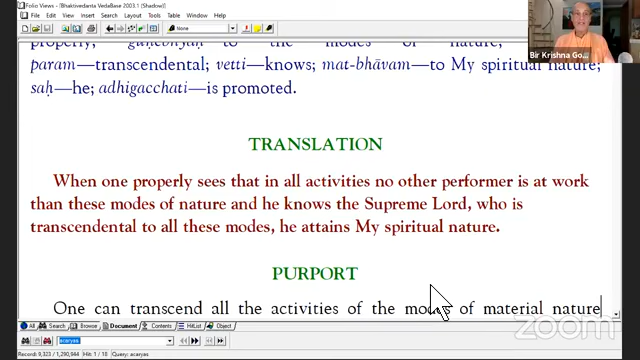 Folio Views - [Bhaktivedanta VedaBase 2003.1 (Shadow)]
File Edit View Search Layout Tools Window Help
None
Bir Krishna Go...
properly; guṇebhyaḥ—to the modes of nature;
param—transcendental; vetti—knows; mat-bhāvam—to My spiritual nature;
saḥ—he; adhigacchati—is promoted.
TRANSLATION
When one properly sees that in all activities no other performer is at work
than these modes of nature and he knows the Supreme Lord, who is
transcendental to all these modes, he attains My spiritual nature.
PURPORT
One can transcend all the activities of the modes of material nature
zoom
All Search Browse Document Contents HitList Object
acaryas
Record: 9,323 / 1,290,944 Hit: 1 / 18 Query: acaryas